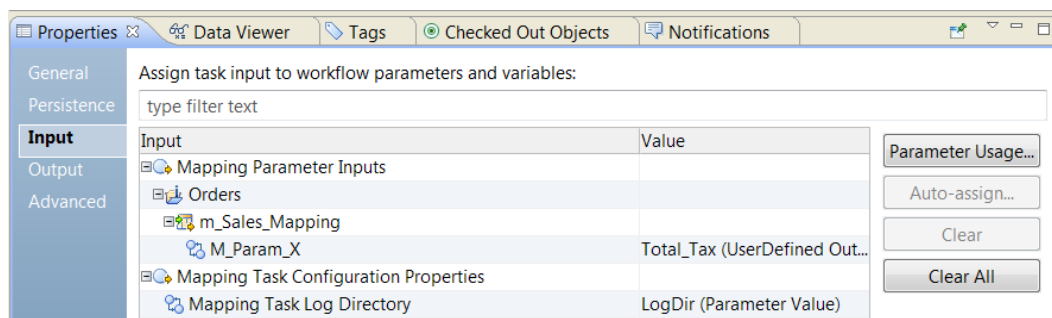 Properties Data Viewer Tags Checked Out Objects Notifications
General
Persistence
Input
Output
Advanced
Assign task input to workflow parameters and variables:
type filter text
Input Value
Mapping Parameter Inputs
Orders
m_Sales_Mapping
M_Param_X Total_Tax (UserDefined Out...
Mapping Task Configuration Properties
Mapping Task Log Directory LogDir (Parameter Value)
Parameter Usage...
Auto-assign...
Clear
Clear All